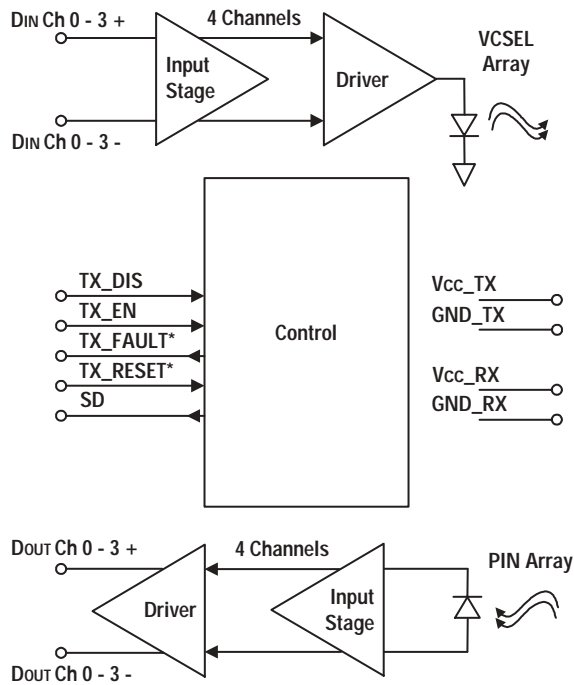 DIN Ch 0 - 3 +
4 Channels
VCSEL
Array
Input
Stage
Driver
DIN Ch 0 - 3 -
TX_DIS
TX_EN
TX_FAULT*
TX_RESET*
SD
Control
VCC_TX
GND_TX
VCC_RX
GND_RX
DOUT Ch 0 - 3 +
4 Channels
PIN Array
Driver
Input
Stage
DOUT Ch 0 - 3 -